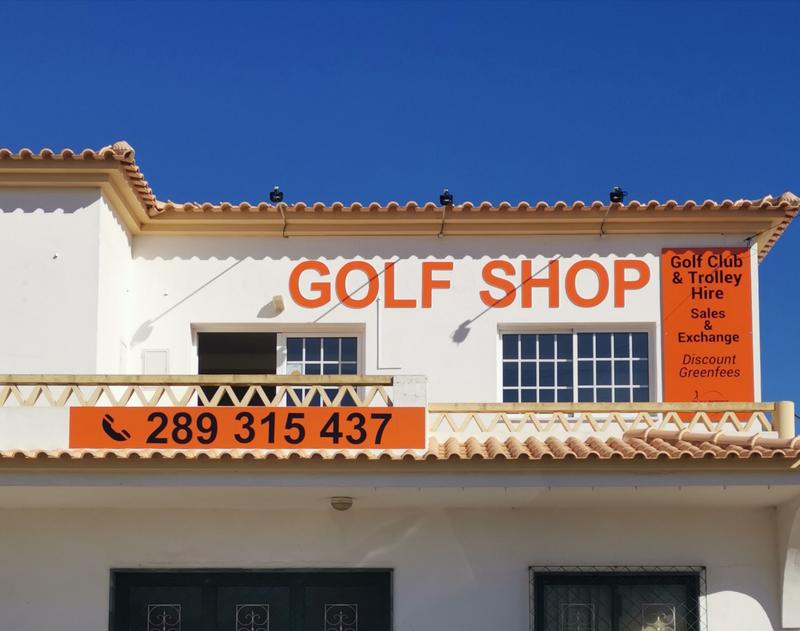 GOLF SHOP
Golf Club
& Trolley
Hire
Sales
&
Exchange
Discount
Greenfees
289 315 437